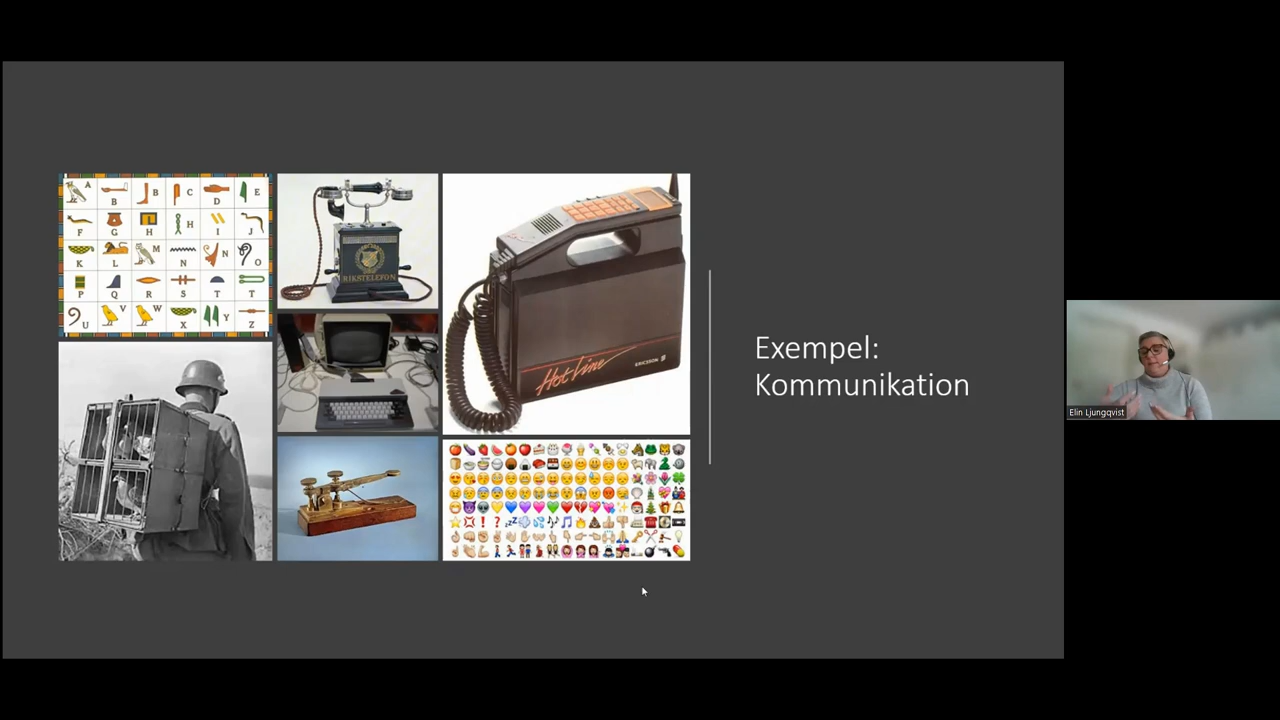 A B B C D E
F G H H I J
K L M N N O
P Q R S T T
U V W X Y Z
RIKSTELEFON
Hot Line
ERICSSON
Exempel:
Kommunikation
Elin Ljungqvist